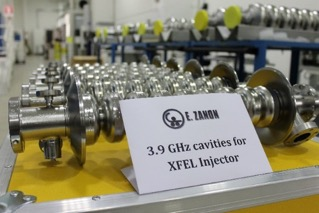 E. ZANON
3.9 GHz cavities for
XFEL Injector